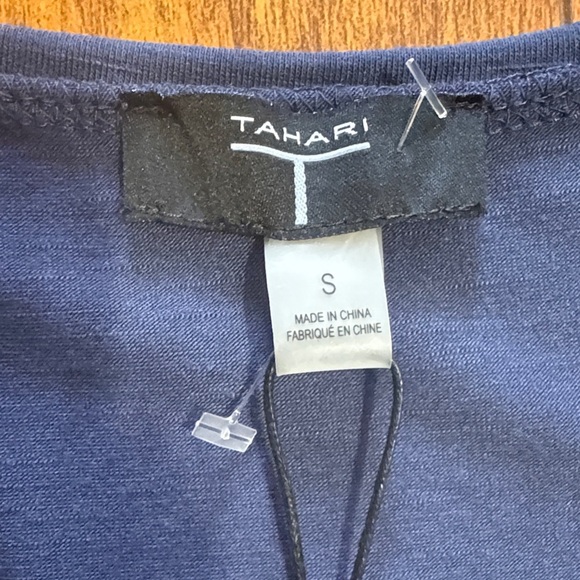 TAHARI
T
S
MADE IN CHINA
FABRIQUÉ EN CHINE